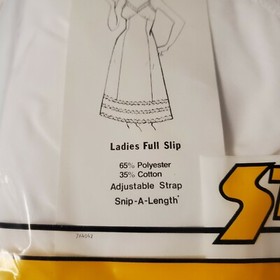 Ladies Full Slip
65% Polyester
35% Cotton
Adjustable Strap
Snip-A-Length*
S